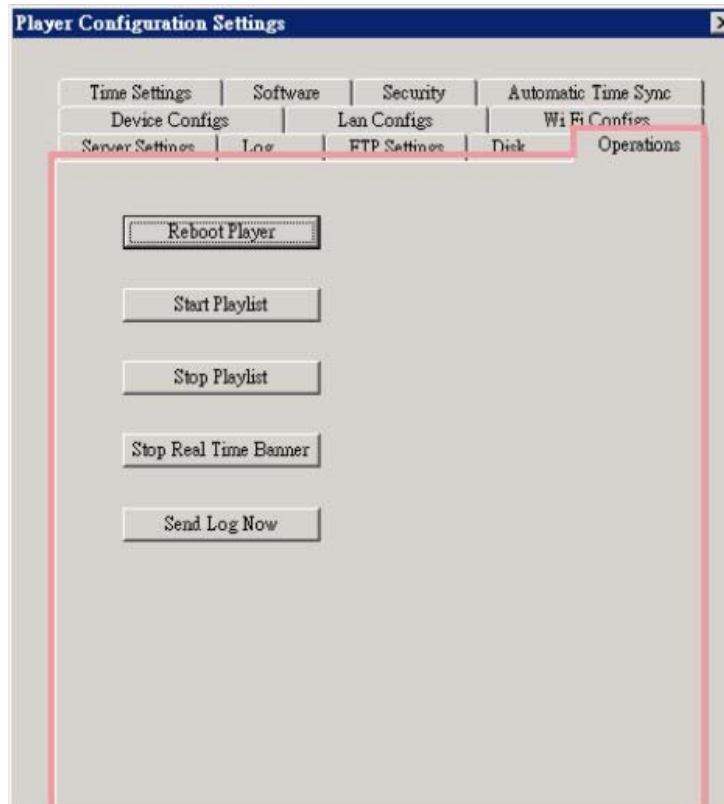 Player Configuration Settings
Time Settings Software Security Automatic Time Sync
Device Configs Lan Configs Wi Fi Configs
Server Settings Log FTP Settings Disk Operations
Reboot Player
Start Playlist
Stop Playlist
Stop Real Time Banner
Send Log Now